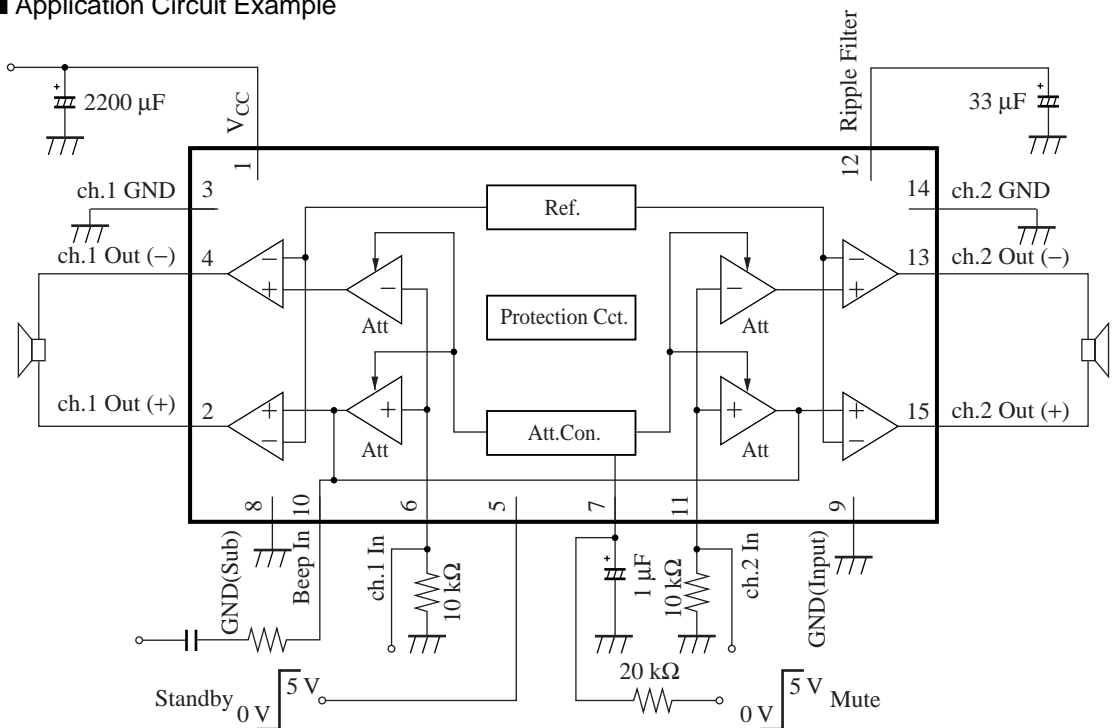 ■ Application Circuit Example
Ripple Filter
2200 μF
VCC
33 μF
1
12
ch.1 GND
3
Ref.
14
ch.2 GND
ch.1 Out (−)
4
13
ch.2 Out (−)
−
+
−
Att
Protection Cct.
−
Att
−
+
ch.1 Out (+)
2
15
ch.2 Out (+)
+
−
+
Att
Att.Con.
+
Att
+
−
8
10
6
5
7
11
9
GND(Sub)
Beep In
ch.1 In
10 kΩ
1 μF
10 kΩ
ch.2 In
GND(Input)
+
+
+
20 kΩ
Standby
0 V
5 V
0 V
5 V
Mute